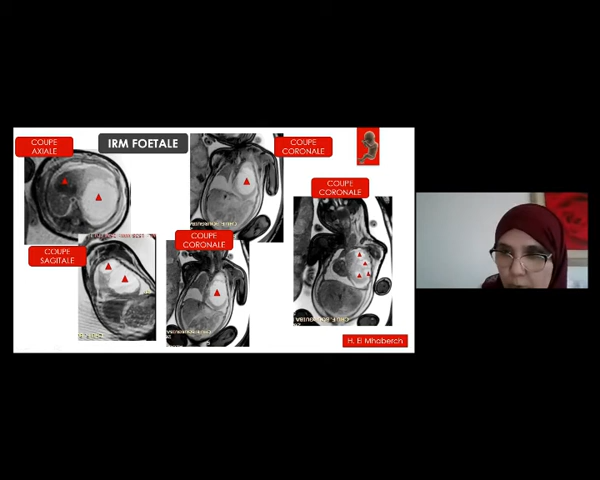 COUPE
AXIALE
IRM FOETALE
COUPE
CORONALE
COUPE
CORONALE
COUPE
SAGITALE
COUPE
CORONALE
H. El Mhaberch